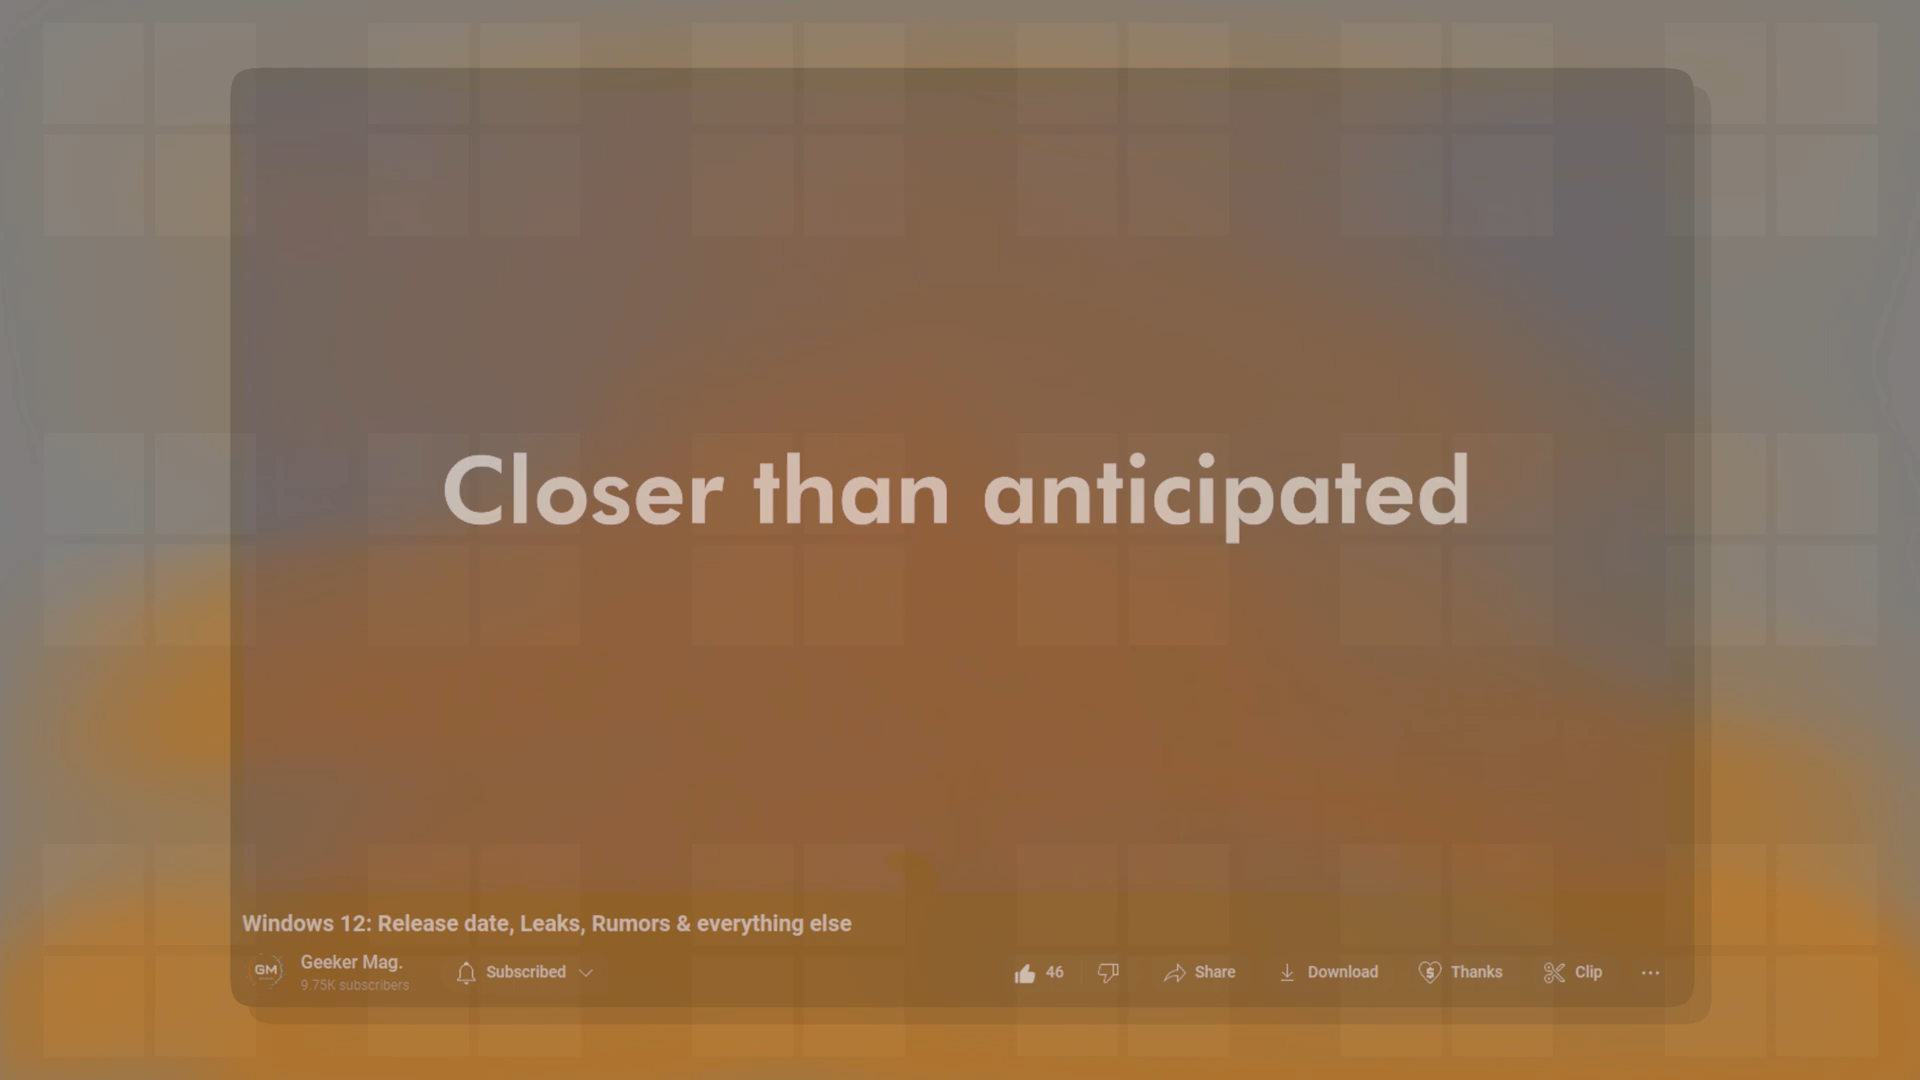 Closer than anticipated
Windows 12: Release date, Leaks, Rumors & everything else
GM
Geeker Mag.
9.75K subscribers
Subscribed
46
Share
Download
Thanks
Clip